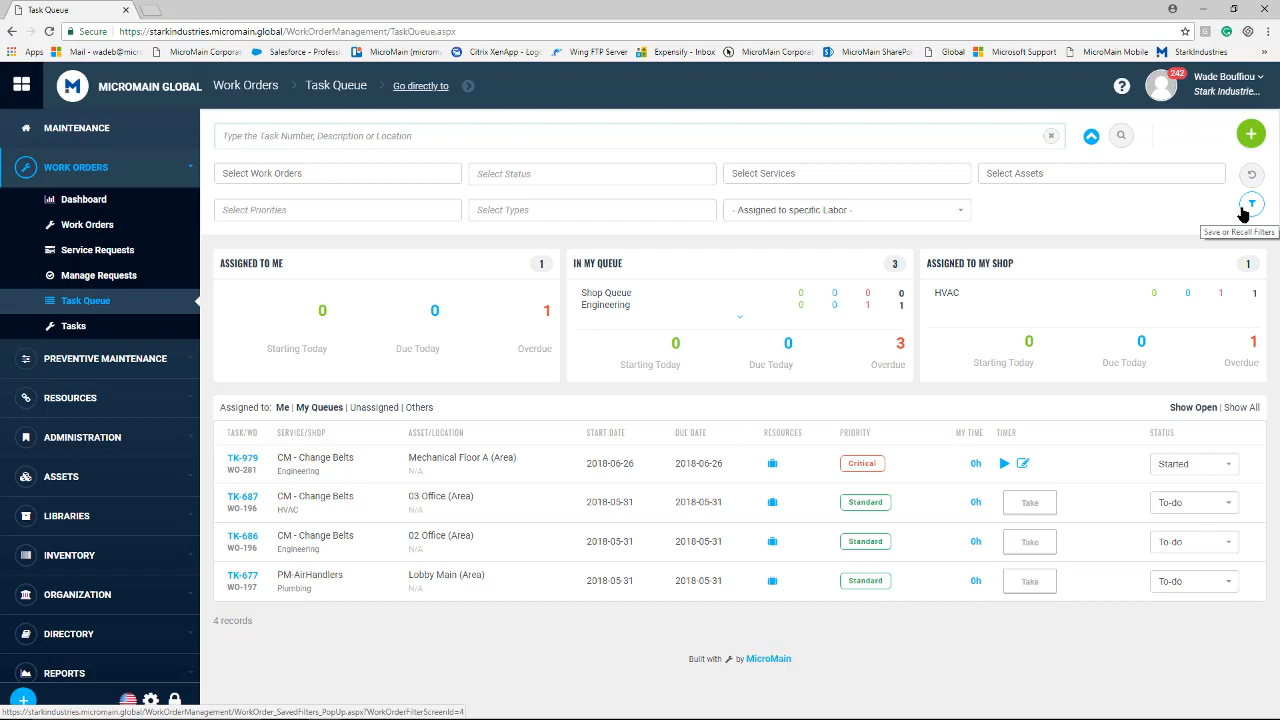 Task Queue
Secure
https://starkindustries.micromain.global/WorkOrderManagement/TaskQueue.aspx
Apps
Microsoft Email - wadeb@micr
MicroMain Corporat
Salesforce - Professi
MicroMain (microm
Citrix XenApp - Logo
Wing FTP Server
Expensify - Inbox
MicroMain Corporat
MicroMain SharePo
Global
Microsoft Support
MicroMain Mobile
StarkIndustries
M
MICROMAIN GLOBAL
Work Orders
Task Queue
Go directly to
?
242
Wade Bouffiou
Stark Industrie...
MAINTENANCE
WORK ORDERS
Dashboard
Work Orders
Service Requests
Manage Requests
Task Queue
Tasks
PREVENTIVE MAINTENANCE
RESOURCES
ADMINISTRATION
ASSETS
LIBRARIES
INVENTORY
ORGANIZATION
DIRECTORY
REPORTS
Type the Task Number, Description or Location
Select Work Orders
Select Status
Select Services
Select Assets
Select Priorities
Select Types
- Assigned to specific Labor -
Save or Recall Filters
ASSIGNED TO ME 1
0 0 1
Starting Today Due Today Overdue
IN MY QUEUE 3
Shop Queue 0 0 0 0
Engineering 0 0 1 1
0 0 3
Starting Today Due Today Overdue
ASSIGNED TO MY SHOP 1
HVAC 0 0 1 1
0 0 1
Starting Today Due Today Overdue
Assigned to: Me | My Queues | Unassigned | Others
Show Open | Show All
TASK/WO SERVICE/SHOP ASSET/LOCATION START DATE DUE DATE RESOURCES PRIORITY MY TIME TIMER STATUS
TK-979 CM - Change Belts Mechanical Floor A (Area) 2018-06-26 2018-06-26 Critical 0h Started
WO-281 Engineering N/A
TK-687 CM - Change Belts 03 Office (Area) 2018-05-31 2018-05-31 Standard 0h Take To-do
WO-196 HVAC N/A
TK-686 CM - Change Belts 02 Office (Area) 2018-05-31 2018-05-31 Standard 0h Take To-do
WO-196 Engineering N/A
TK-677 PM-AirHandlers Lobby Main (Area) 2018-05-31 2018-05-31 Standard 0h Take To-do
WO-197 Plumbing N/A
4 records
Built with by MicroMain
https://starkindustries.micromain.global/WorkOrderManagement/WorkOrder_SavedFilters_PopUp.aspx?WorkOrderFilterScreenId=4